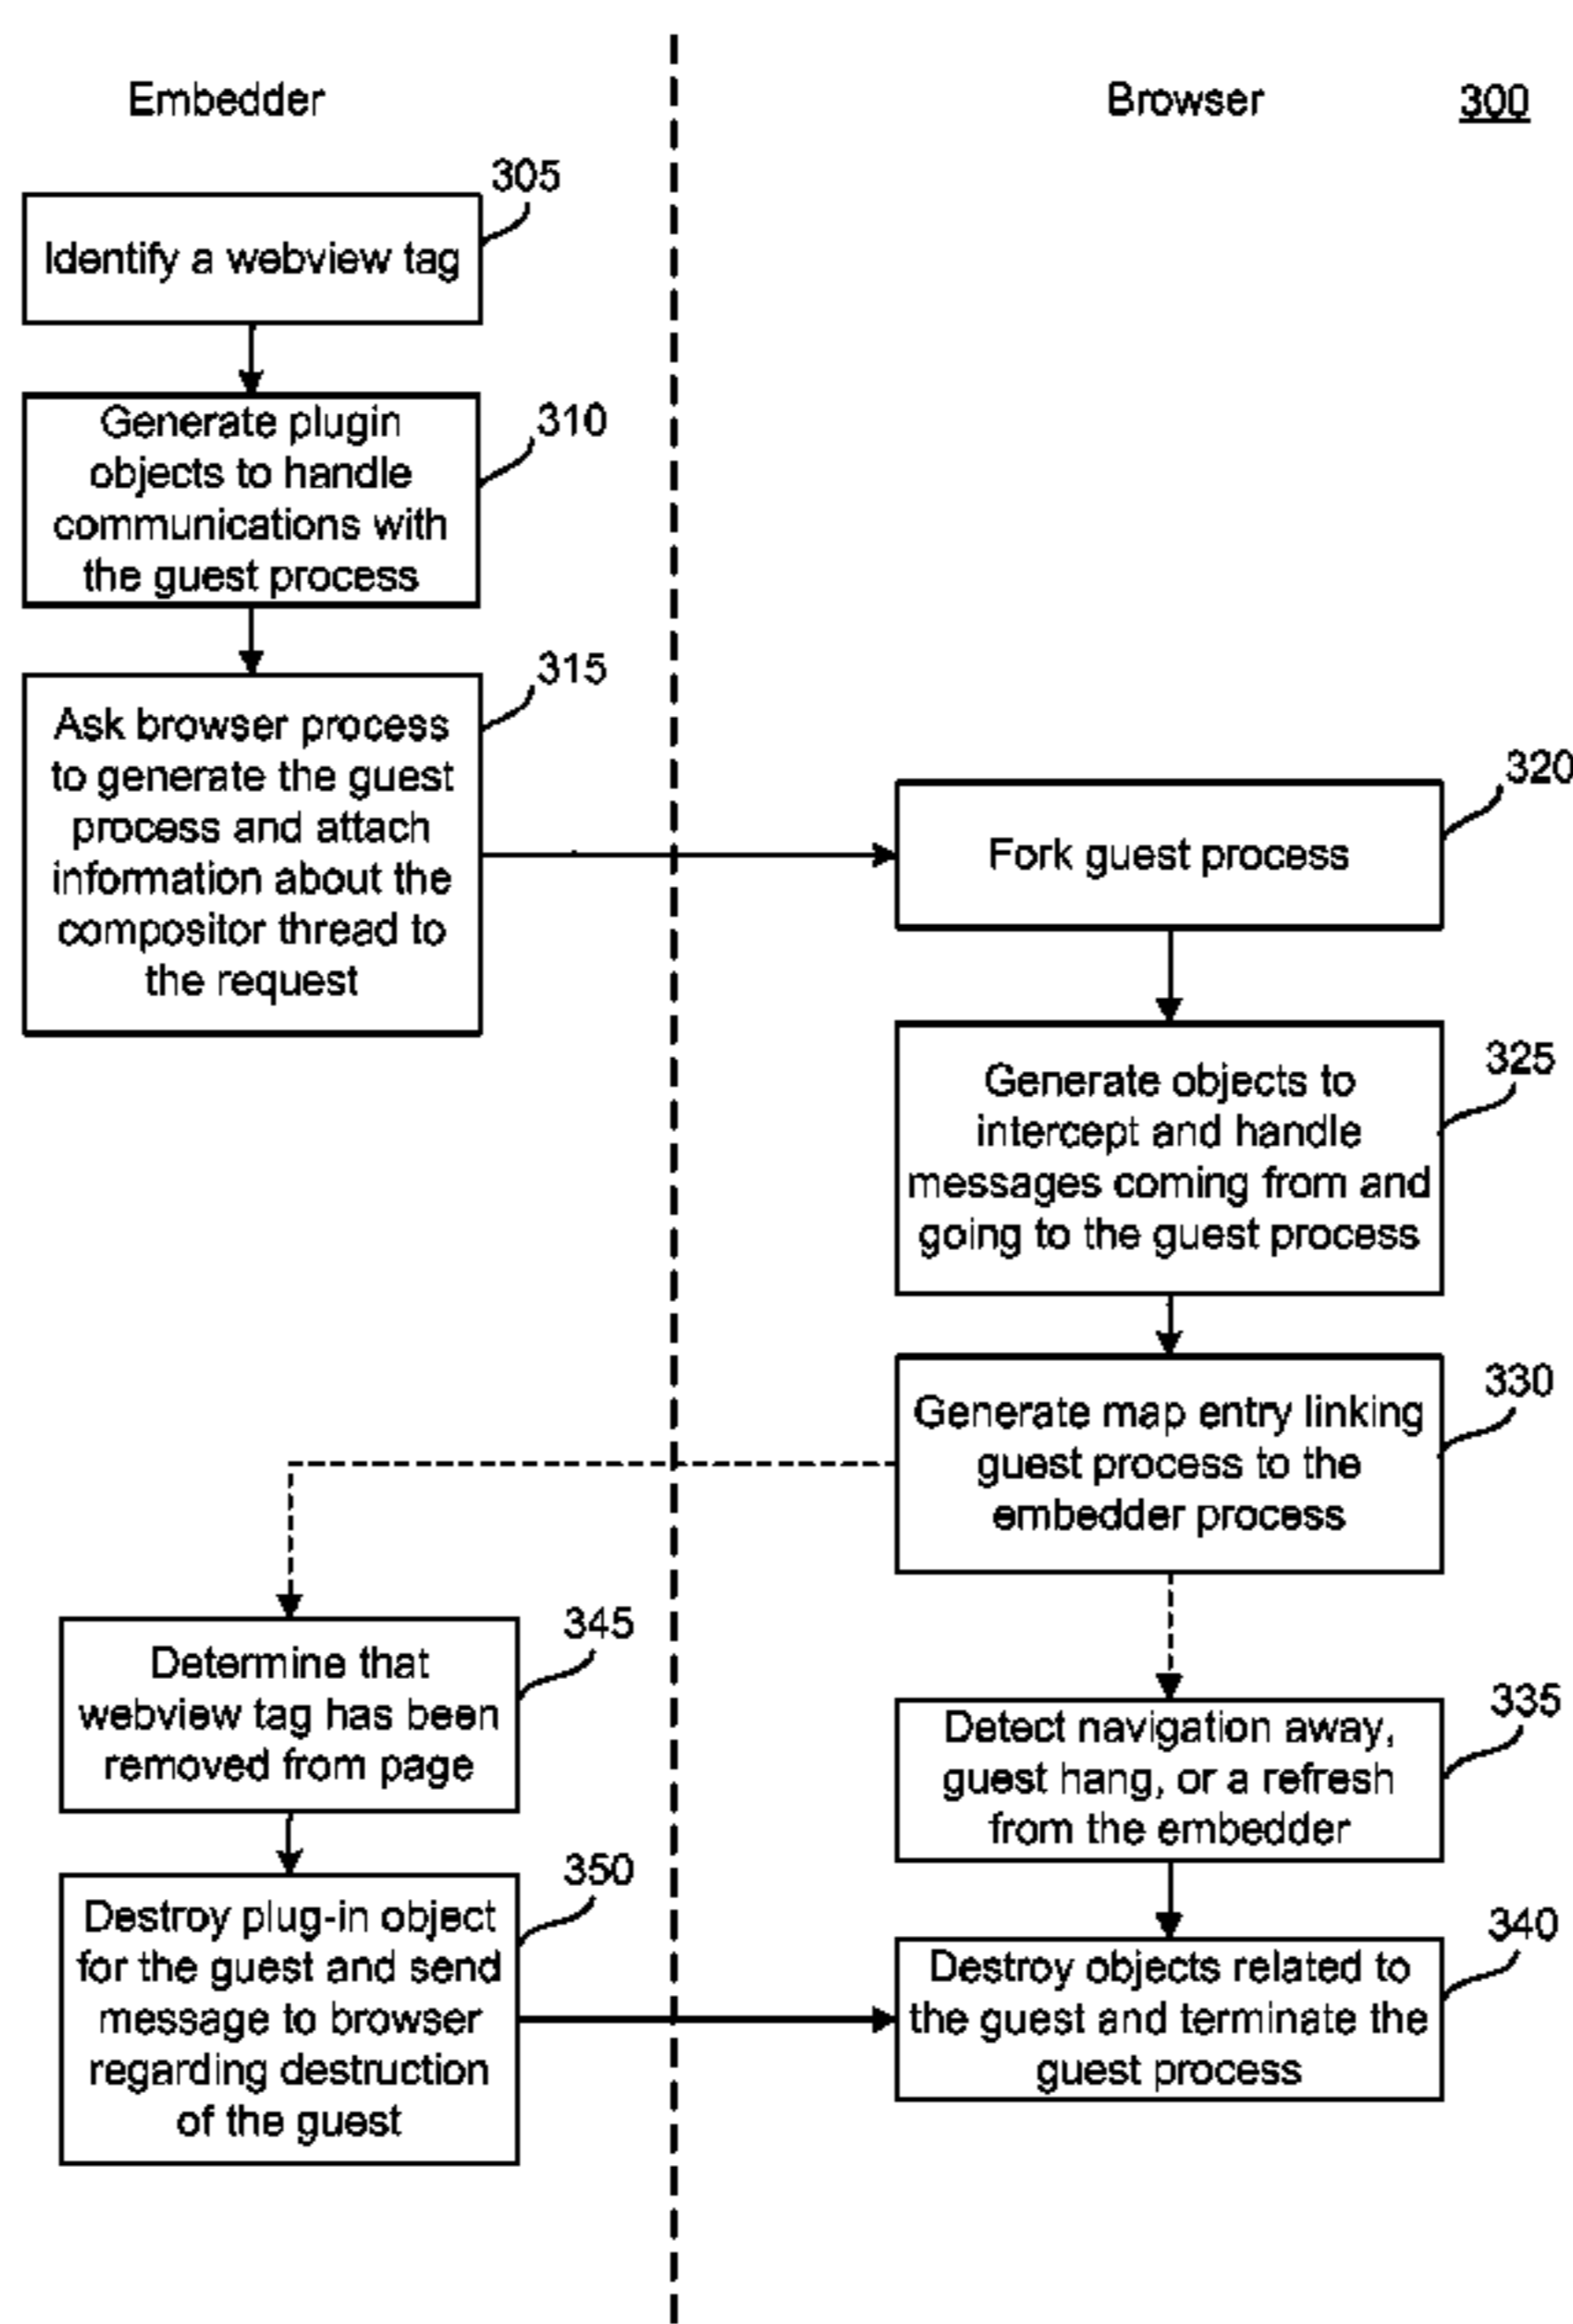 Embedder
Browser
300
305
Identify a webview tag
310
Generate plugin
objects to handle
communications with
the guest process
315
Ask browser process
to generate the guest
process and attach
information about the
compositor thread to
the request
320
Fork guest process
325
Generate objects to
intercept and handle
messages coming from and
going to the guest process
330
Generate map entry linking
guest process to the
embedder process
345
Determine that
webview tag has been
removed from page
335
Detect navigation away,
guest hang, or a refresh
from the embedder
350
Destroy plug-in object
for the guest and send
message to browser
regarding destruction
of the guest
340
Destroy objects related to
the guest and terminate the
guest process